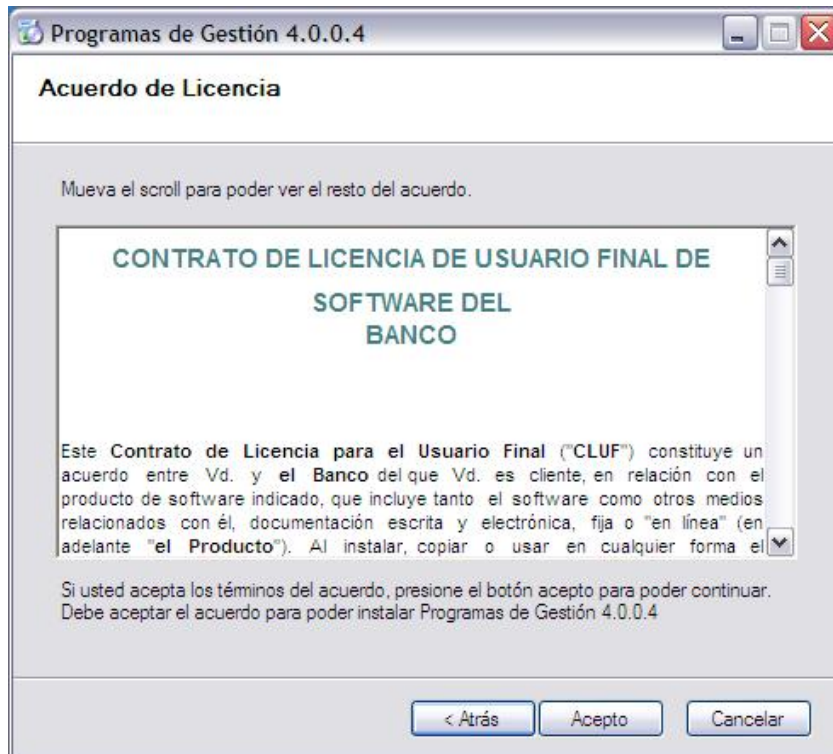 Programas de Gestión 4.0.0.4
Acuerdo de Licencia
Mueva el scroll para poder ver el resto del acuerdo.
CONTRATO DE LICENCIA DE USUARIO FINAL DE
SOFTWARE DEL
BANCO
Este Contrato de Licencia para el Usuario Final ("CLUF") constituye un
acuerdo entre Vd. y el Banco del que Vd. es cliente, en relación con el
producto de software indicado, que incluye tanto el software como otros medios
relacionados con él, documentación escrita y electrónica, fija o "en línea" (en
adelante "el Producto"). Al instalar, copiar o usar en cualquier forma el
Si usted acepta los términos del acuerdo, presione el botón acepto para poder continuar.
Debe aceptar el acuerdo para poder instalar Programas de Gestión 4.0.0.4
< Atrás Acepto Cancelar